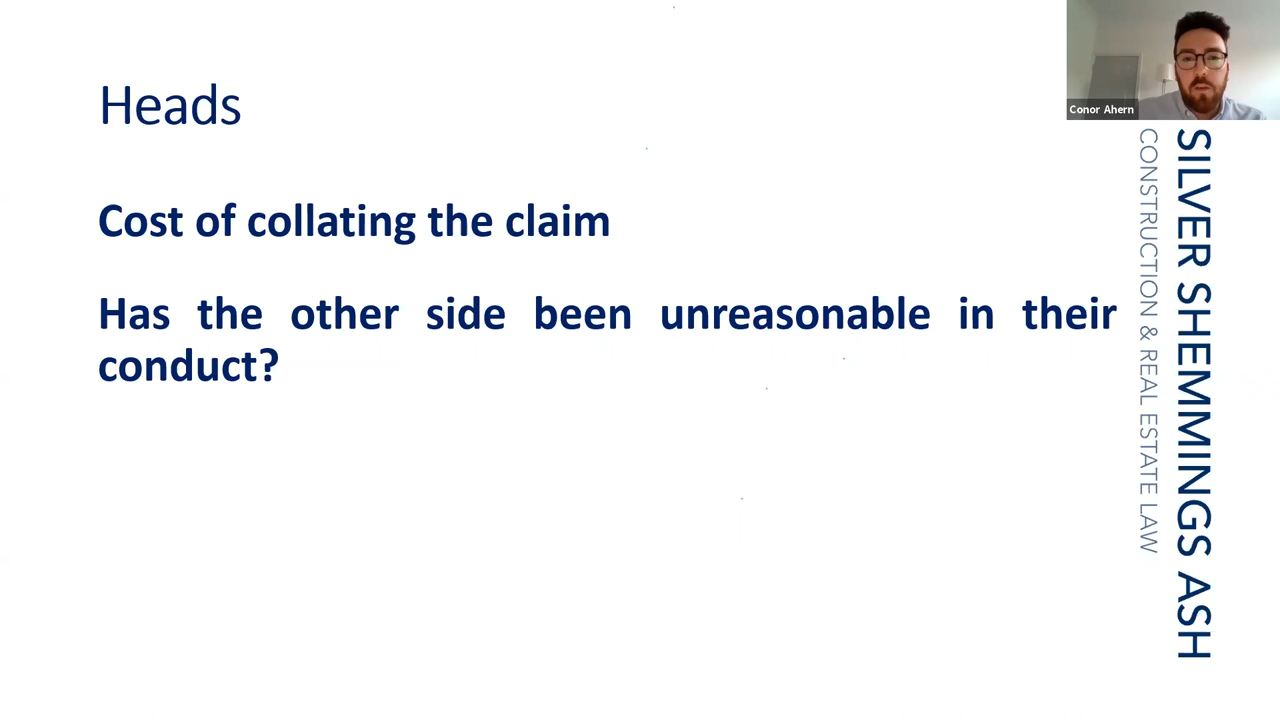 Heads
Cost of collating the claim
Has the other side been unreasonable in their
conduct?
Conor Ahern
SILVER SHEMMINGS ASH
CONSTRUCTION & REAL ESTATE LAW